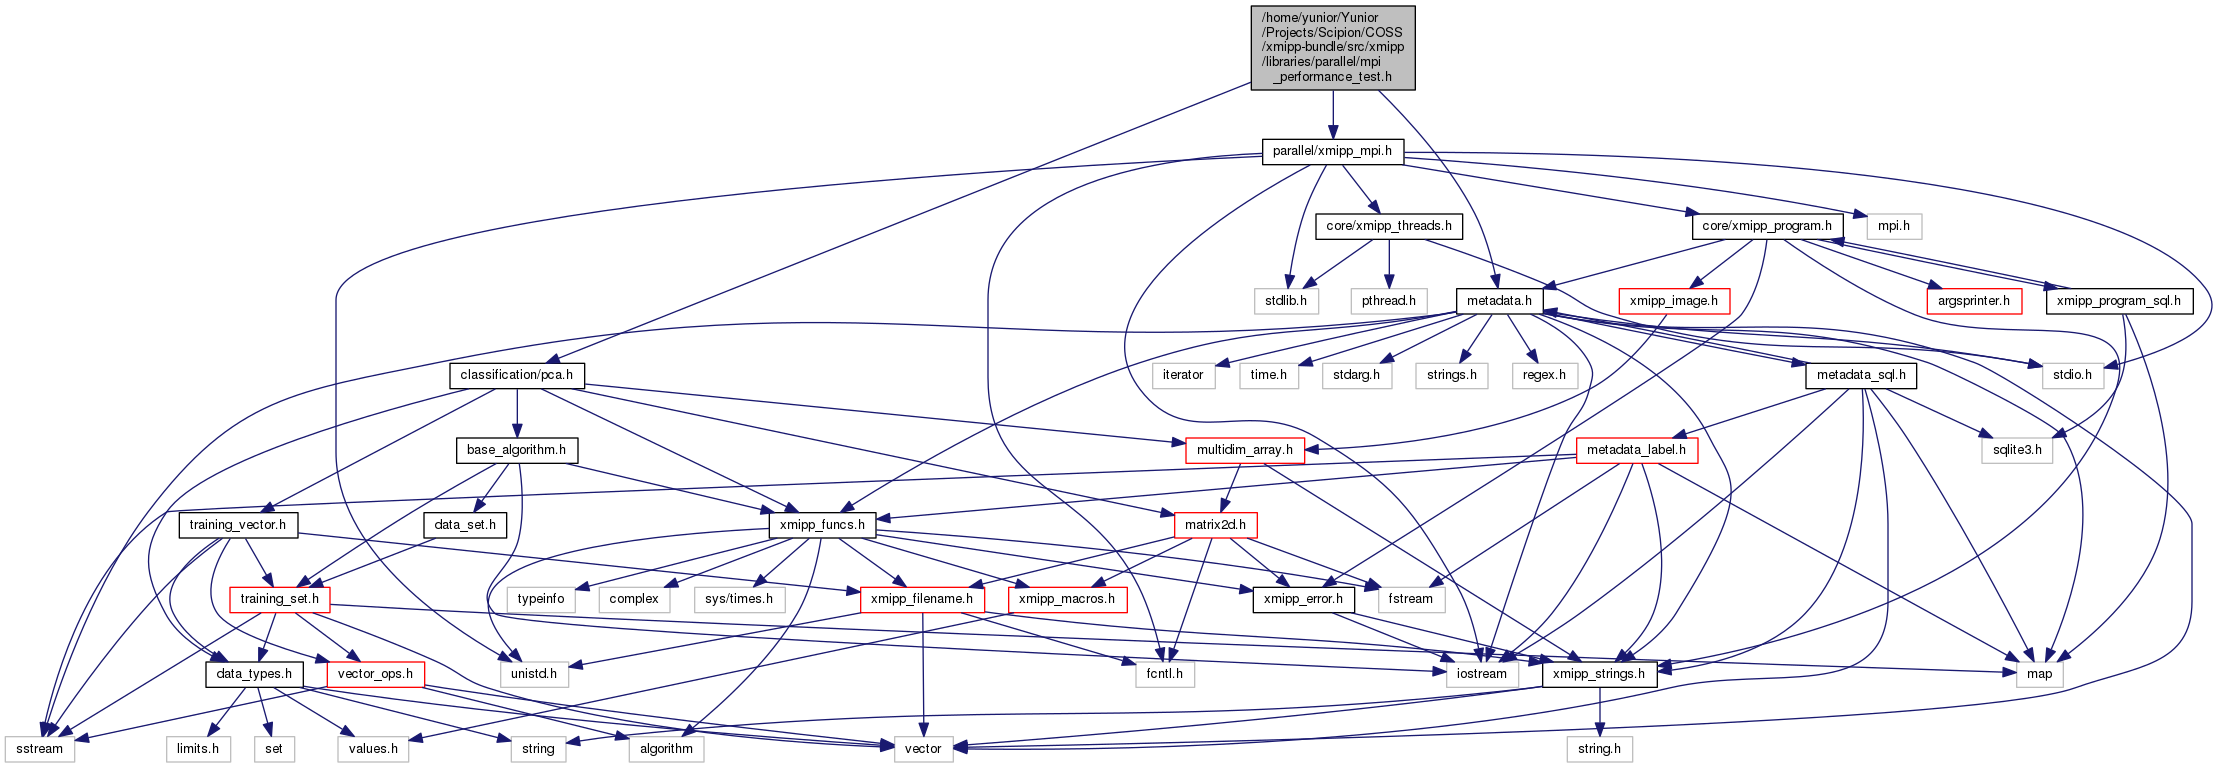 /home/yunior/Yunior
/Projects/Scipion/COSS
/xmipp-bundle/src/xmipp
/libraries/parallel/mpi
_performance_test.h
parallel/xmipp_mpi.h
core/xmipp_threads.h
core/xmipp_program.h
mpi.h
stdlib.h
pthread.h
metadata.h
xmipp_image.h
argsprinter.h
xmipp_program_sql.h
classification/pca.h
iterator
time.h
stdarg.h
strings.h
regex.h
metadata_sql.h
stdio.h
base_algorithm.h
multidim_array.h
metadata_label.h
sqlite3.h
training_vector.h
data_set.h
xmipp_funcs.h
matrix2d.h
training_set.h
typeinfo
complex
sys/times.h
xmipp_filename.h
xmipp_macros.h
xmipp_error.h
fstream
data_types.h
vector_ops.h
unistd.h
fcntl.h
iostream
xmipp_strings.h
map
sstream
limits.h
set
values.h
string
algorithm
vector
string.h